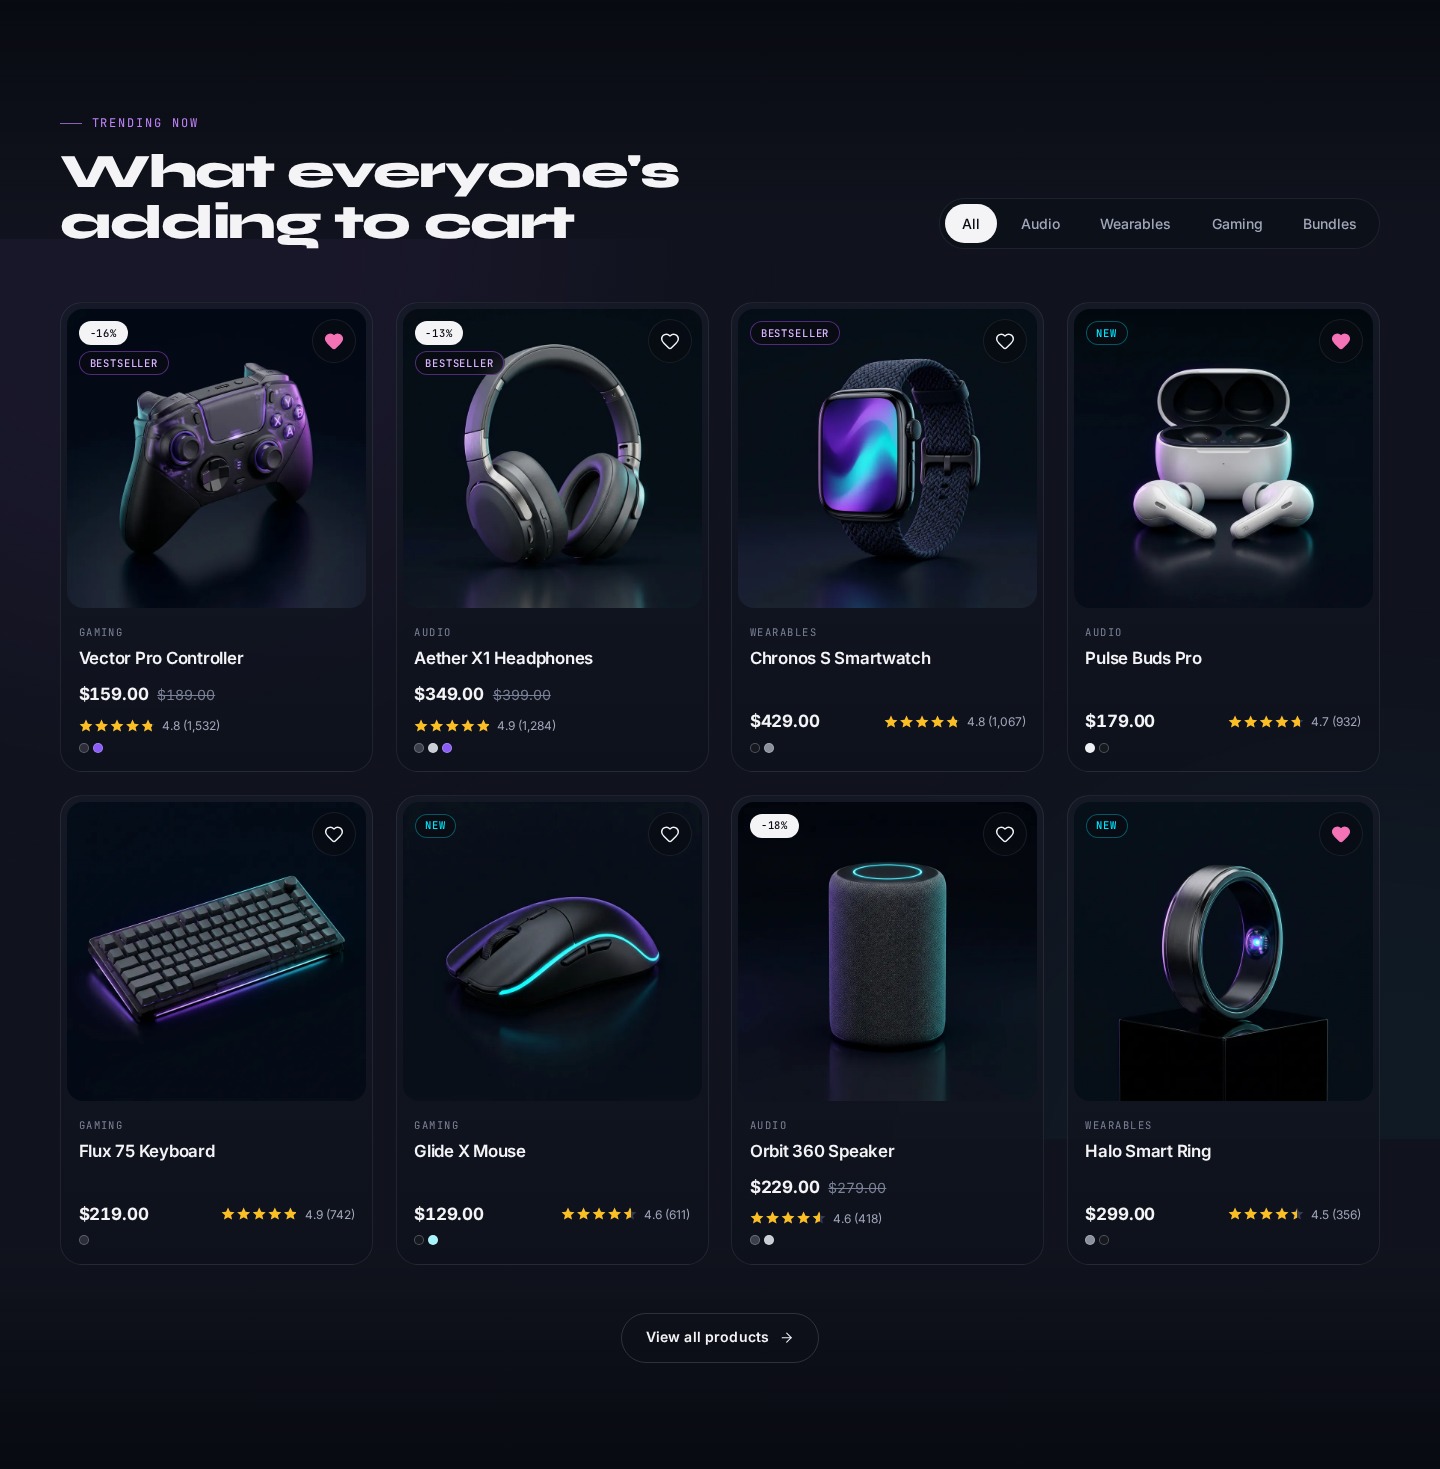 TRENDING NOW
What everyone's
adding to cart
All Audio Wearables Gaming Bundles
-16%
BESTSELLER
Y
B
X
A
GAMING
Vector Pro Controller
$159.00 $189.00
4.8 (1,532)
-13%
BESTSELLER
AUDIO
Aether X1 Headphones
$349.00 $399.00
4.9 (1,284)
BESTSELLER
WEARABLES
Chronos S Smartwatch
$429.00 4.8 (1,067)
NEW
AUDIO
Pulse Buds Pro
$179.00 4.7 (932)
GAMING
Flux 75 Keyboard
$219.00 4.9 (742)
NEW
GAMING
Glide X Mouse
$129.00 4.6 (611)
-18%
AUDIO
Orbit 360 Speaker
$229.00 $279.00
4.6 (418)
NEW
WEARABLES
Halo Smart Ring
$299.00 4.5 (356)
View all products →